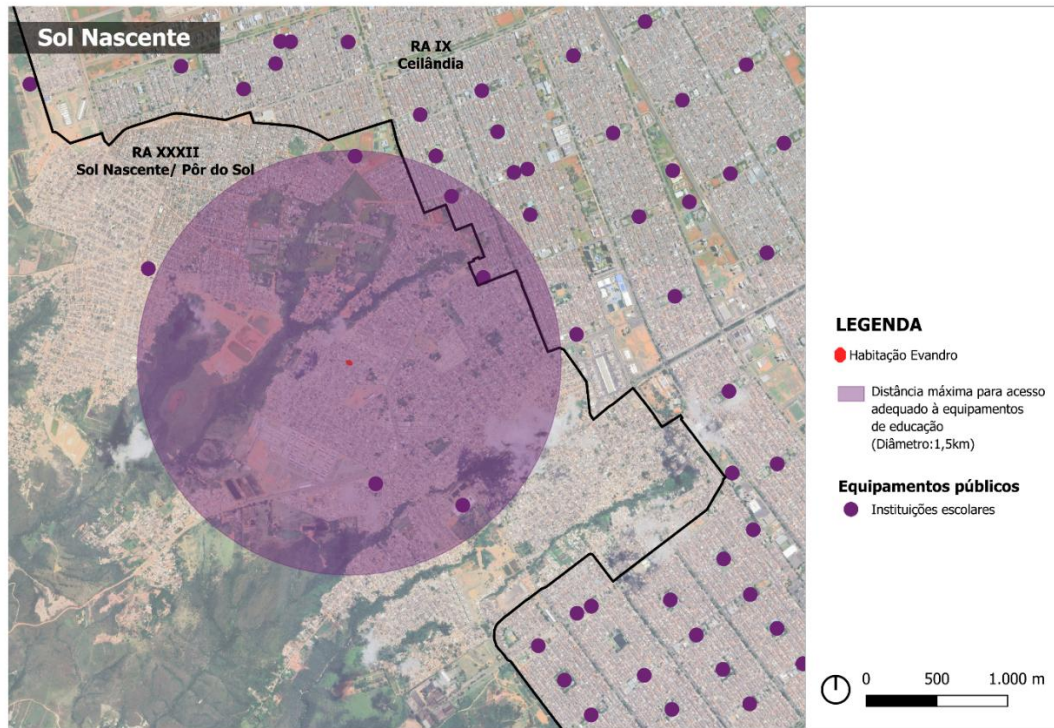 Sol Nascente
RA IX
Ceilândia
RA XXXII
Sol Nascente/ Pôr do Sol
LEGENDA
Habitação Evandro
Distância máxima para acesso
adequado à equipamentos
de educação
(Diâmetro:1,5km)
Equipamentos públicos
Instituições escolares
0 500 1.000 m